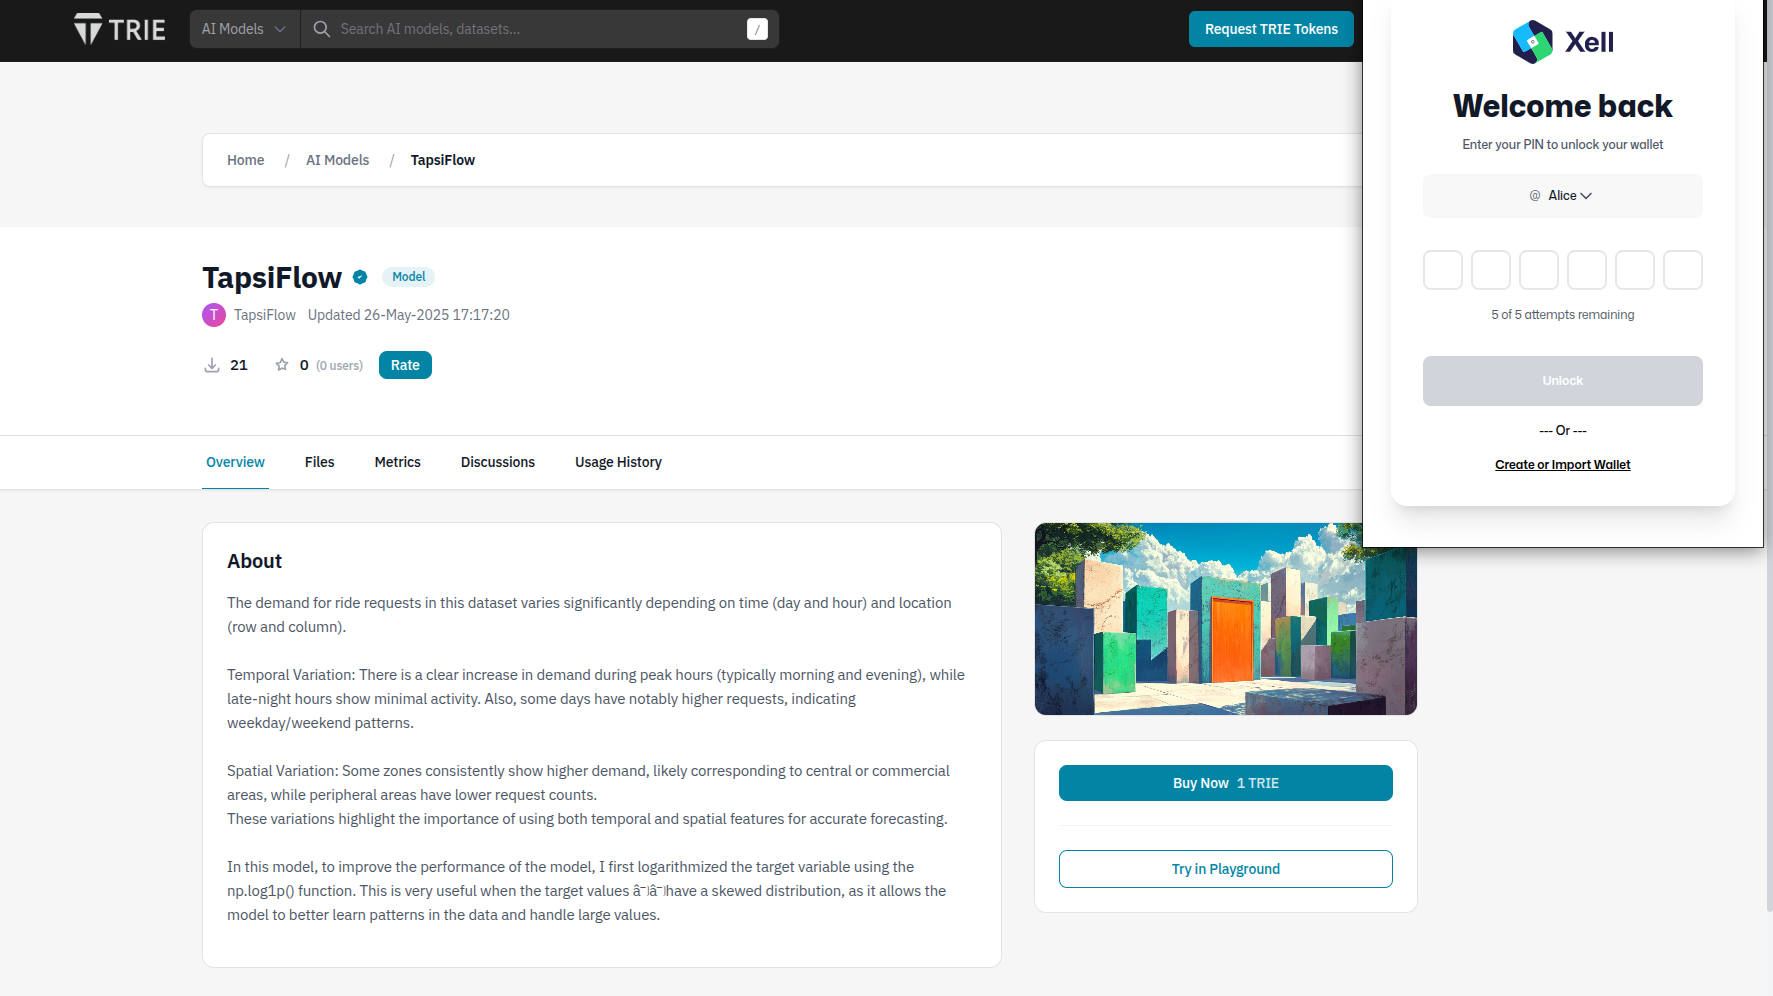 TRIE
AI Models
Search AI models, datasets...
/
Request TRIE Tokens
Home / AI Models / TapsiFlow
TapsiFlow
Model
T
TapsiFlow Updated 26-May-2025 17:17:20
21 0 (0 users) Rate
Overview Files Metrics Discussions Usage History
About
The demand for ride requests in this dataset varies significantly depending on time (day and hour) and location
(row and column).
Temporal Variation: There is a clear increase in demand during peak hours (typically morning and evening), while
late-night hours show minimal activity. Also, some days have notably higher requests, indicating
weekday/weekend patterns.
Spatial Variation: Some zones consistently show higher demand, likely corresponding to central or commercial
areas, while peripheral areas have lower request counts.
These variations highlight the importance of using both temporal and spatial features for accurate forecasting.
In this model, to improve the performance of the model, I first logarithmized the target variable using the
np.log1p() function. This is very useful when the target values have a skewed distribution, as it allows the
model to better learn patterns in the data and handle large values.
Buy Now 1 TRIE
Try in Playground
Xell
Welcome back
Enter your PIN to unlock your wallet
@ Alice
5 of 5 attempts remaining
Unlock
--- Or ---
Create or Import Wallet